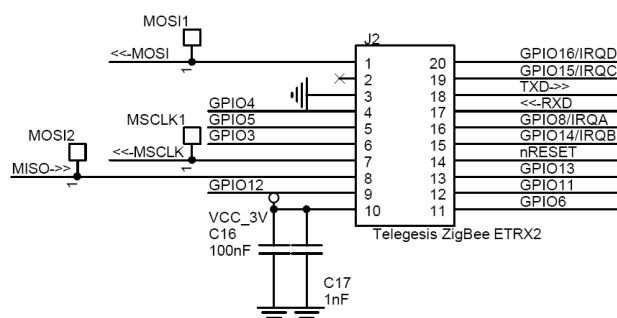 MOSI1
J2
<<-MOSI
1
1
20
GPIO16/IRQD
2
19
GPIO15/IRQC
3
18
TXD->>
GPIO4
4
17
<<-RXD
GPIO5
5
16
GPIO8/IRQA
MOSI2
MSCLK1
GPIO3
6
15
GPIO14/IRQB
<<-MSCLK
1
7
14
nRESET
MISO->>
1
8
13
GPIO13
GPIO12
9
12
GPIO11
VCC_3V
10
11
GPIO6
C16
100nF
Telegesis ZigBee ETRX2
C17
1nF